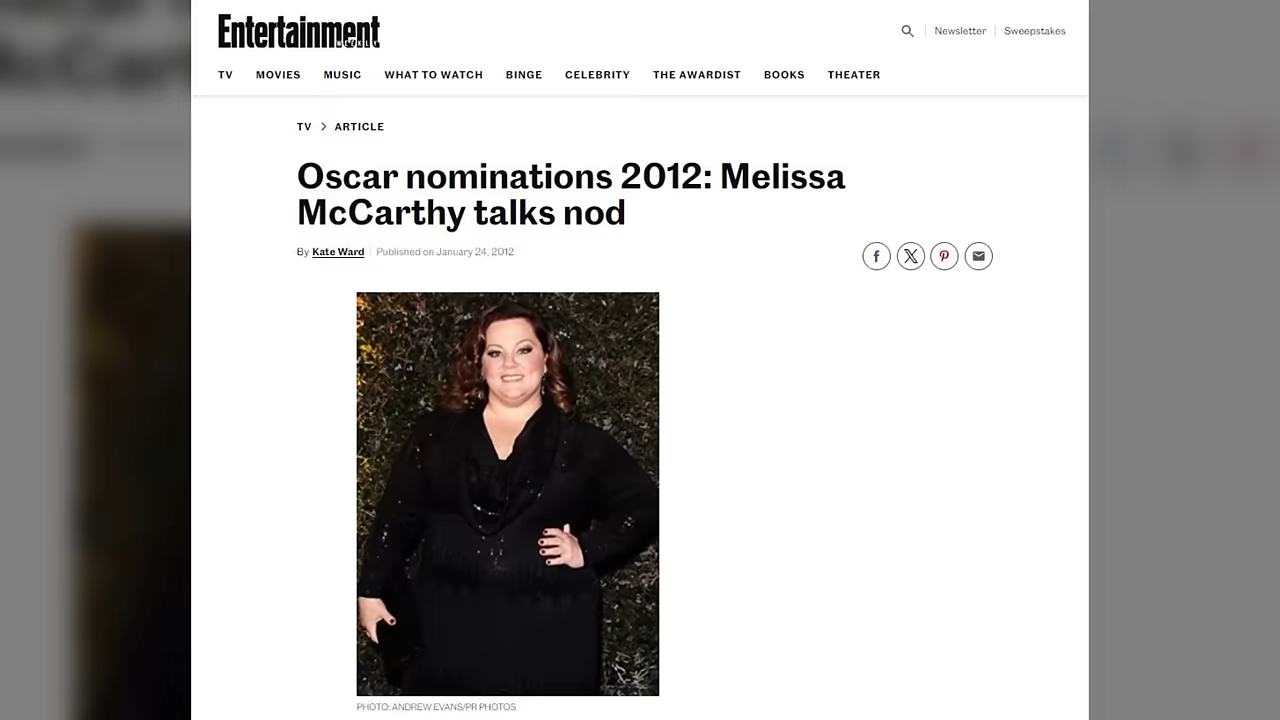 Entertainment
WEEKLY
Newsletter
Sweepstakes
TV MOVIES MUSIC WHAT TO WATCH BINGE CELEBRITY THE AWARDIST BOOKS THEATER
TV > ARTICLE
Oscar nominations 2012: Melissa
McCarthy talks nod
By Kate Ward Published on January 24, 2012
PHOTO: ANDREW EVANS/PR PHOTOS